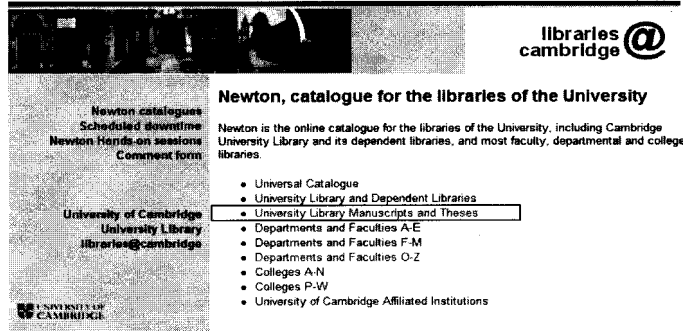 libraries @
cambridge
Newton catalogues
Scheduled downtime
Newton Hands-on sessions
Comment form
University of Cambridge
University Library
libraries@cambridge
UNIVERSITY OF
CAMBRIDGE
Newton, catalogue for the libraries of the University
Newton is the online catalogue for the libraries of the University, including Cambridge
University Library and its dependent libraries, and most faculty, departmental and college
libraries.
• Universal Catalogue
• University Library and Dependent Libraries
• University Library Manuscripts and Theses
• Departments and Faculties A-E
• Departments and Faculties F-M
• Departments and Faculties O-Z
• Colleges A-N
• Colleges P-W
• University of Cambridge Affiliated Institutions